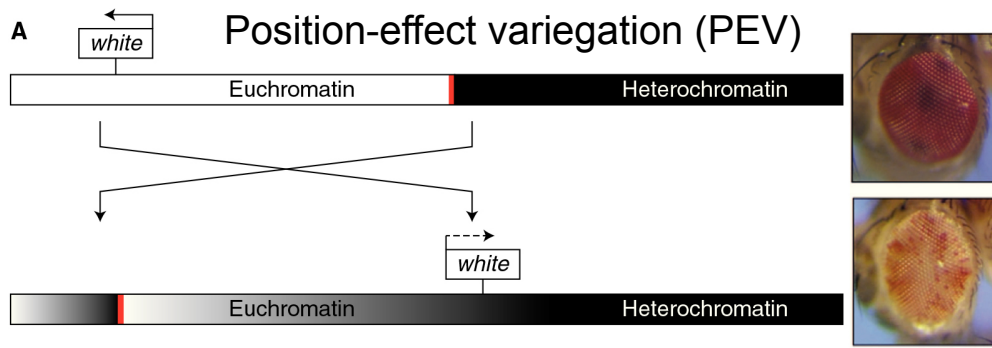 A
Position-effect variegation (PEV)
white
Euchromatin
Heterochromatin
white
Euchromatin
Heterochromatin